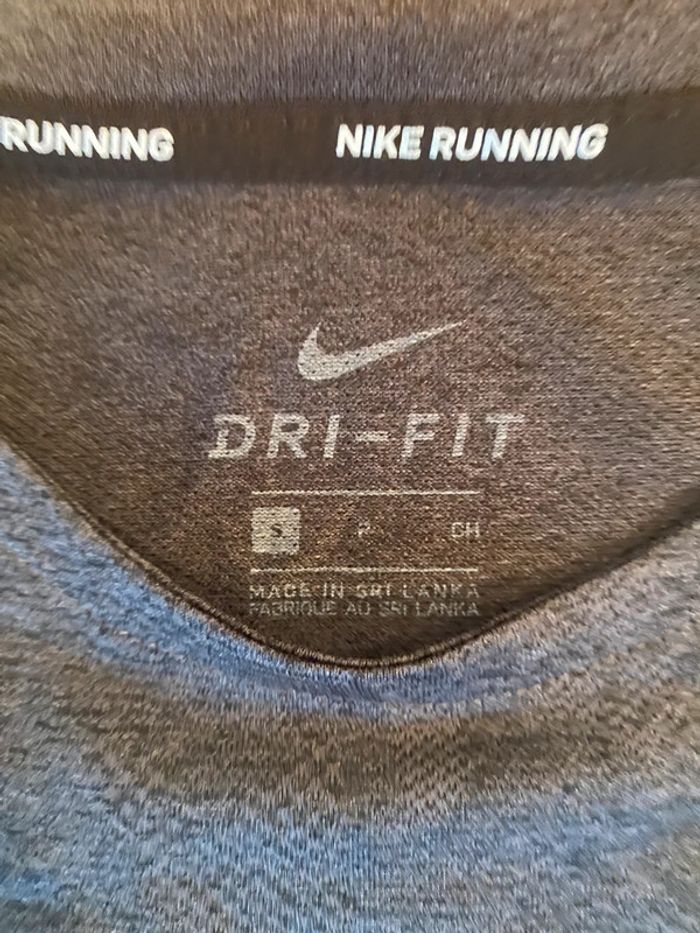 RUNNING NIKE RUNNING
DRI-FIT
S P CH
MADE IN SRI LANKA
FABRIQUE AU SRI LANKA